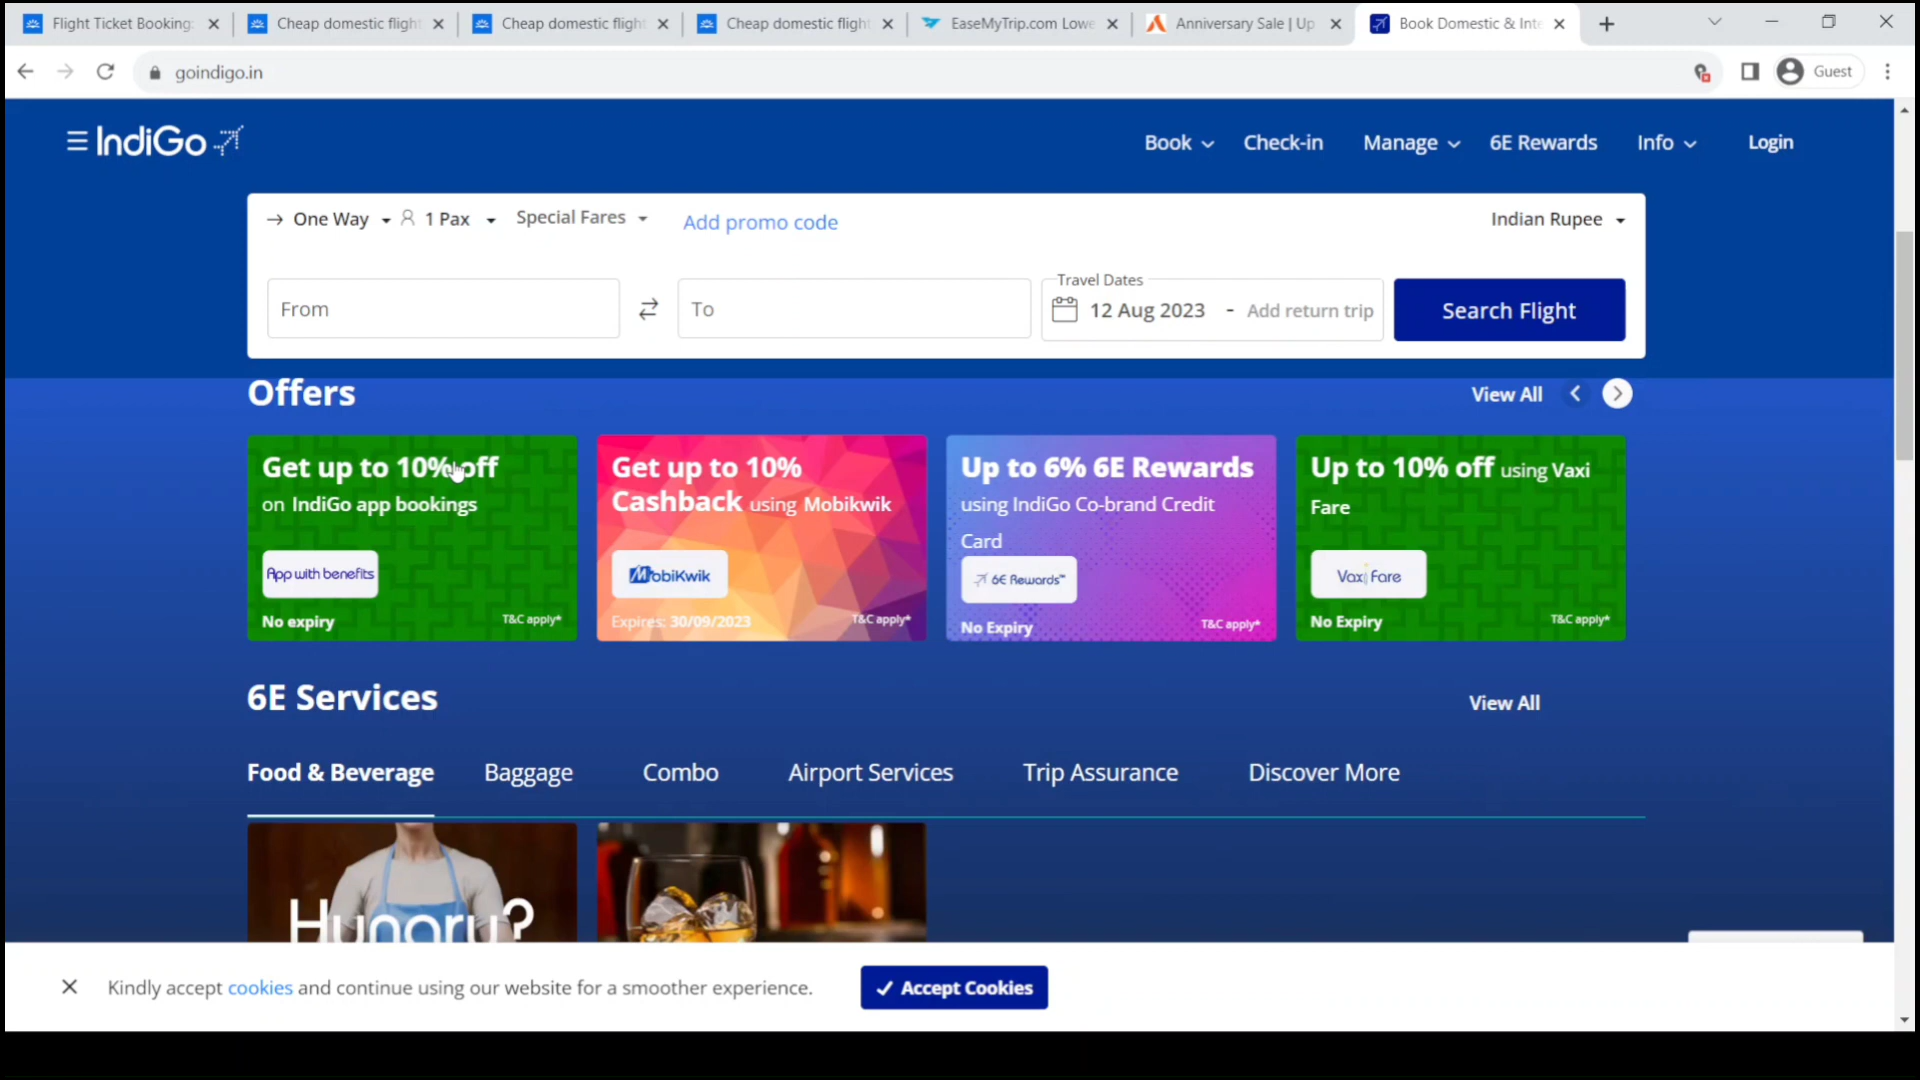 Flight Ticket Booking:
Cheap domestic flight
Cheap domestic flight
Cheap domestic flight
EaseMyTrip.com Lowe
Anniversary Sale | Up
Book Domestic & Inte
goindigo.in
Guest
IndiGo
Book
Check-in
Manage
6E Rewards
Info
Login
One Way
1 Pax
Special Fares
Add promo code
Indian Rupee
From
To
Travel Dates
12 Aug 2023 - Add return trip
Search Flight
Offers
View All
Get up to 10% off
on IndiGo app bookings
App with benefits
No expiry
T&C apply*
Get up to 10%
Cashback using Mobikwik
MobiKwik
Expires: 30/09/2023
T&C apply*
Up to 6% 6E Rewards
using IndiGo Co-brand Credit
Card
6E Rewards™
No Expiry
T&C apply*
Up to 10% off using Vaxi
Fare
Vaxi Fare
No Expiry
T&C apply*
6E Services
View All
Food & Beverage
Baggage
Combo
Airport Services
Trip Assurance
Discover More
Hungry?
Kindly accept cookies and continue using our website for a smoother experience.
Accept Cookies